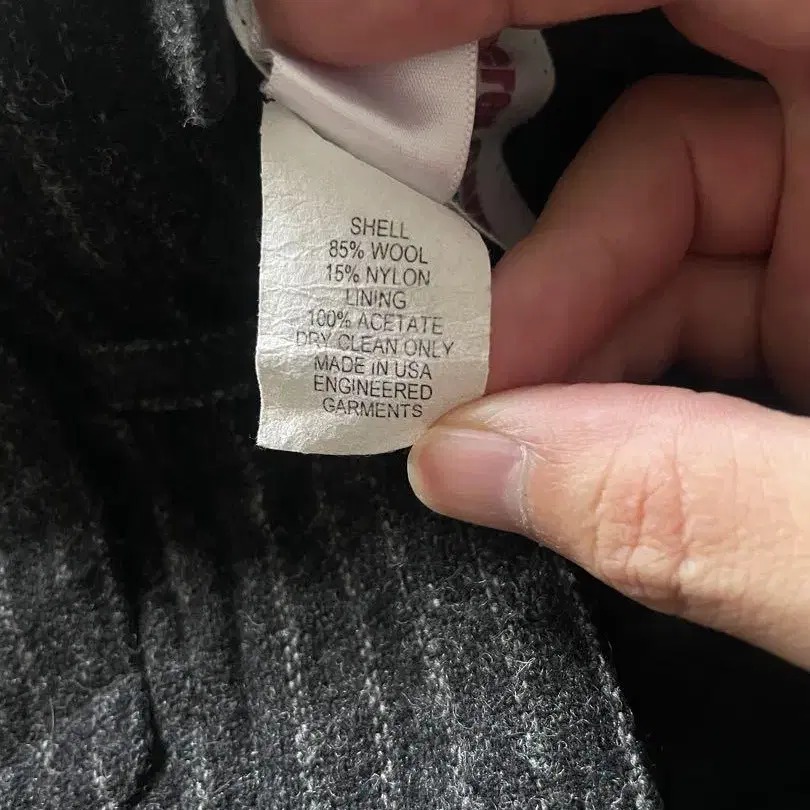 SHELL
85% WOOL
15% NYLON
LINING
100% ACETATE
DRY CLEAN ONLY
MADE IN USA
ENGINEERED
GARMENTS